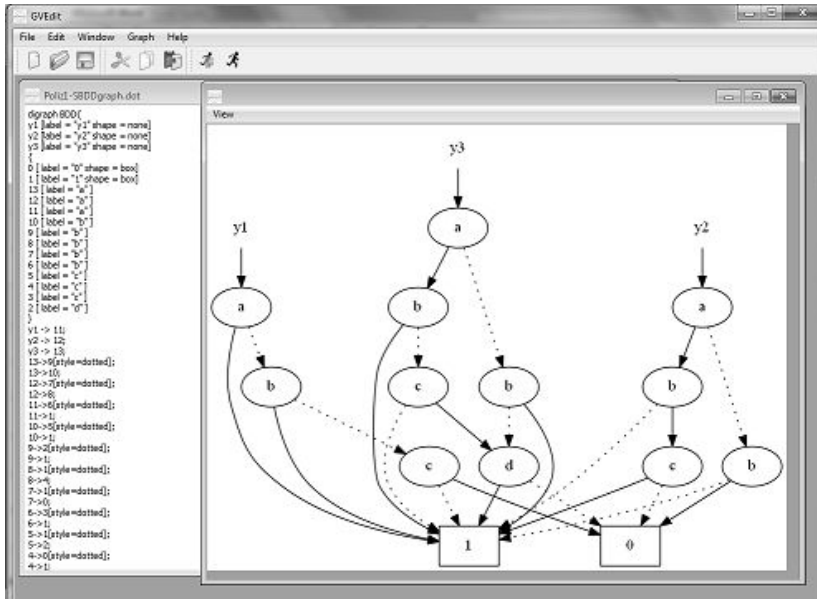 GVEdit
File Edit Window Graph Help
Poliz1-SBDDgraph.dot
digraph BDD{
y1 [label = "y1" shape = none]
y2 [label = "y2" shape = none]
y3 [label = "y3" shape = none]
{
0 [ label = "0" shape = box]
1 [ label = "1" shape = box]
13 [ label = "a" ]
12 [ label = "a" ]
11 [ label = "a" ]
10 [ label = "b" ]
9 [ label = "b" ]
8 [ label = "b" ]
7 [ label = "b" ]
6 [ label = "b" ]
5 [ label = "c" ]
4 [ label = "c" ]
3 [ label = "c" ]
2 [ label = "d" ]
}
y1 -> 11;
y2 -> 12;
y3 -> 13;
13->9[style=dotted];
13->10;
12->7[style=dotted];
12->8;
11->6[style=dotted];
11->1;
10->5[style=dotted];
10->1;
9->2[style=dotted];
9->1;
8->1[style=dotted];
8->4;
7->1[style=dotted];
7->0;
6->3[style=dotted];
6->1;
5->1[style=dotted];
5->2;
4->0[style=dotted];
4->1;
View
y3
a
y1
y2
a
b
a
b
c
b
b
c
d
c
b
1
0